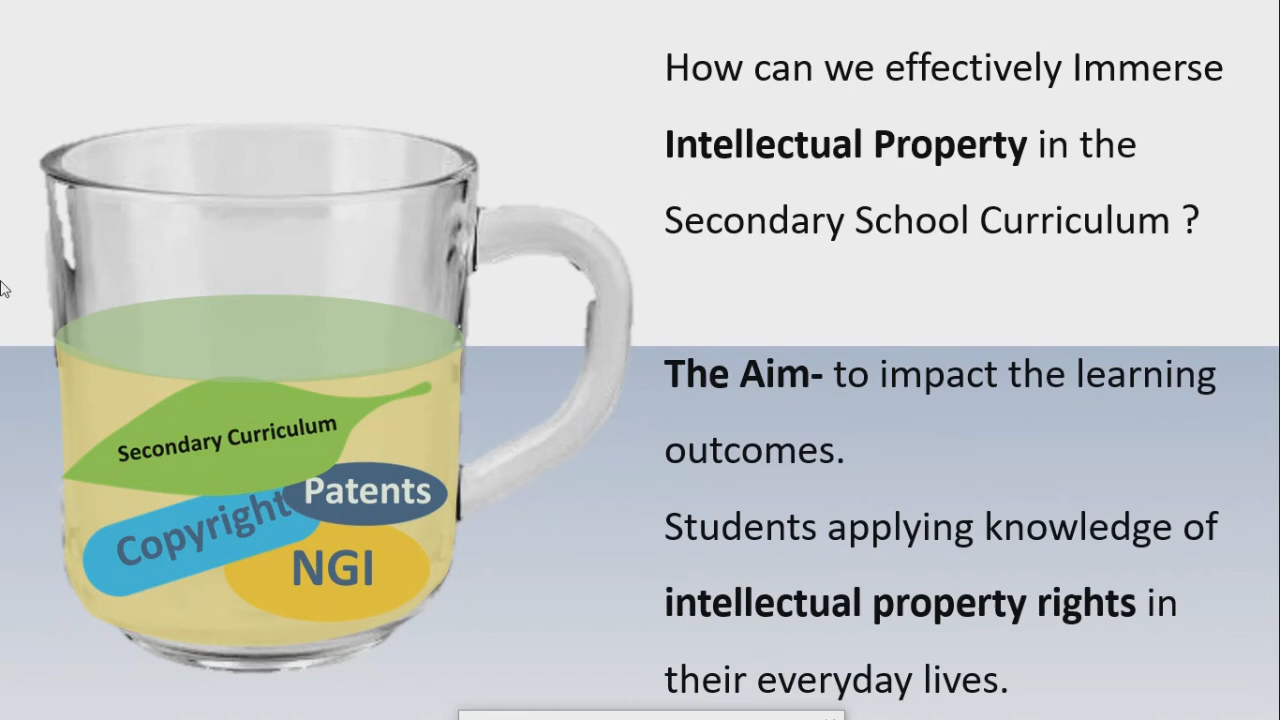 How can we effectively Immerse
Intellectual Property in the
Secondary School Curriculum ?
The Aim- to impact the learning
outcomes.
Students applying knowledge of
intellectual property rights in
their everyday lives.
Secondary Curriculum
Patents
Copyright
NGI